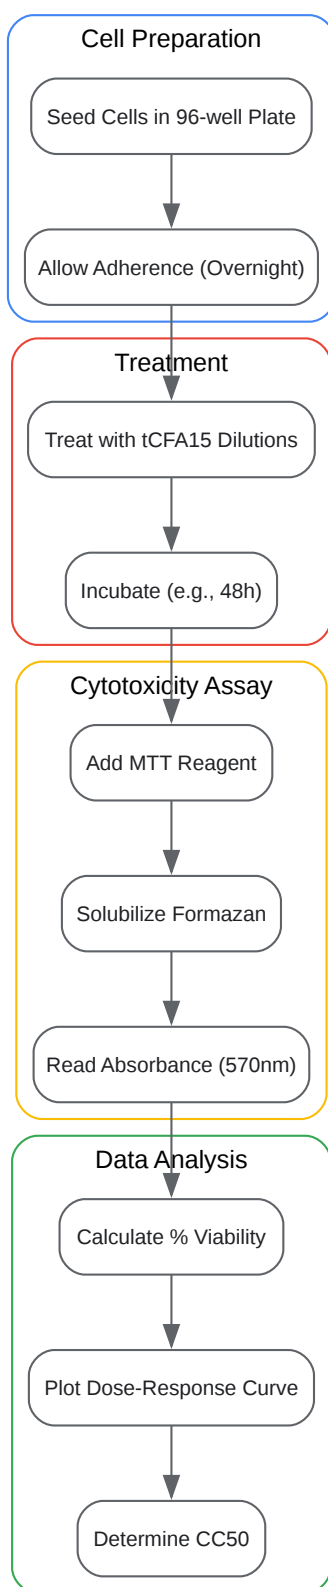 Cell Preparation
Seed Cells in 96-well Plate
Allow Adherence (Overnight)
Treatment
Treat with tCFA15 Dilutions
Incubate (e.g., 48h)
Cytotoxicity Assay
Add MTT Reagent
Solubilize Formazan
Read Absorbance (570nm)
Data Analysis
Calculate % Viability
Plot Dose-Response Curve
Determine CC50